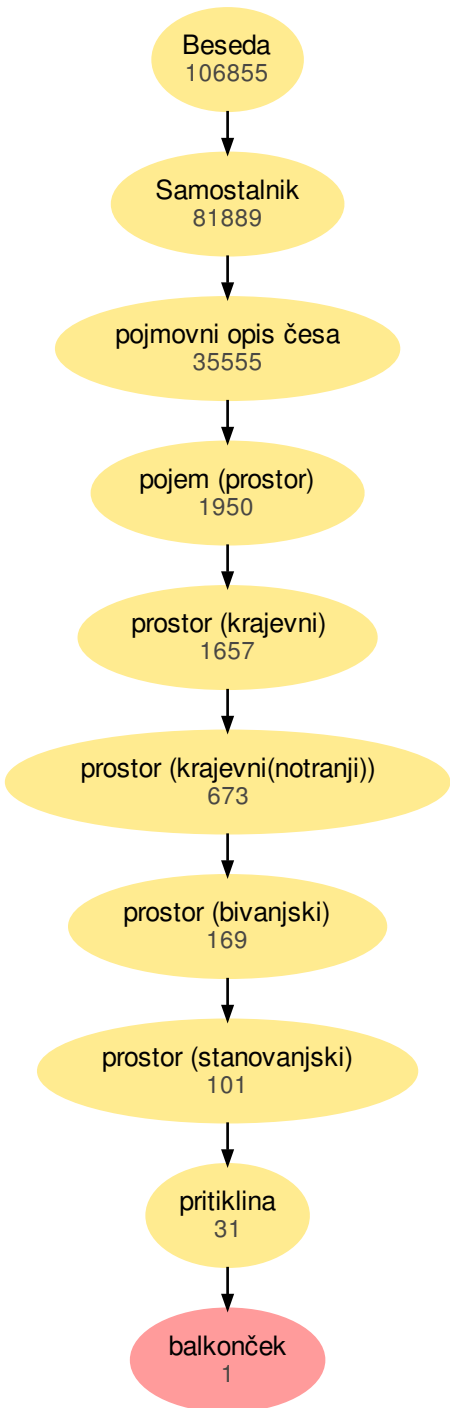 Beseda
106855
Samostalnik
81889
pojmovni opis česa
35555
pojem (prostor)
1950
prostor (krajevni)
1657
prostor (krajevni(notranji))
673
prostor (bivanjski)
169
prostor (stanovanjski)
101
pritiklina
31
balkonček
1